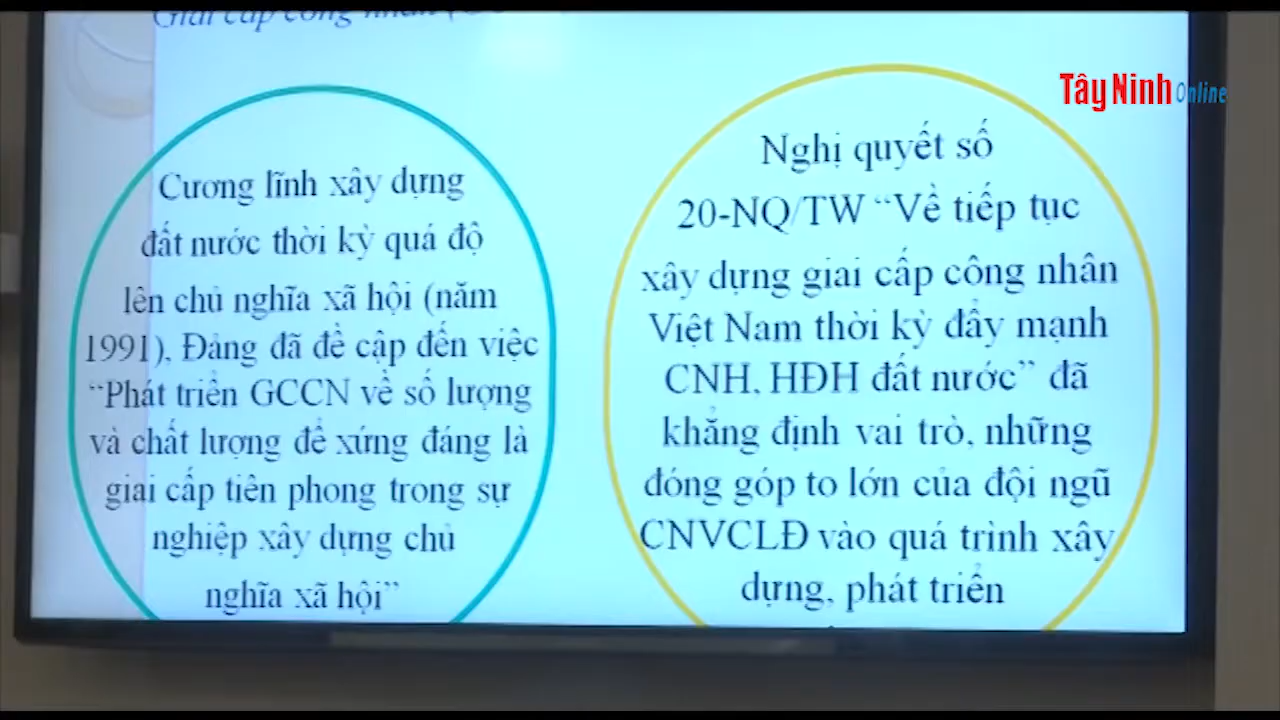 Giai cấp công nhân
Tây Ninh Online
Cương lĩnh xây dựng
đất nước thời kỳ quá độ
lên chủ nghĩa xã hội (năm
1991), Đảng đã đề cập đến việc
“Phát triển GCCN về số lượng
và chất lượng để xứng đáng là
giai cấp tiên phong trong sự
nghiệp xây dựng chủ
nghĩa xã hội”
Nghị quyết số
20-NQ/TW “Về tiếp tục
xây dựng giai cấp công nhân
Việt Nam thời kỳ đẩy mạnh
CNH, HĐH đất nước” đã
khẳng định vai trò, những
đóng góp to lớn của đội ngũ
CNVCLĐ vào quá trình xây
dựng, phát triển